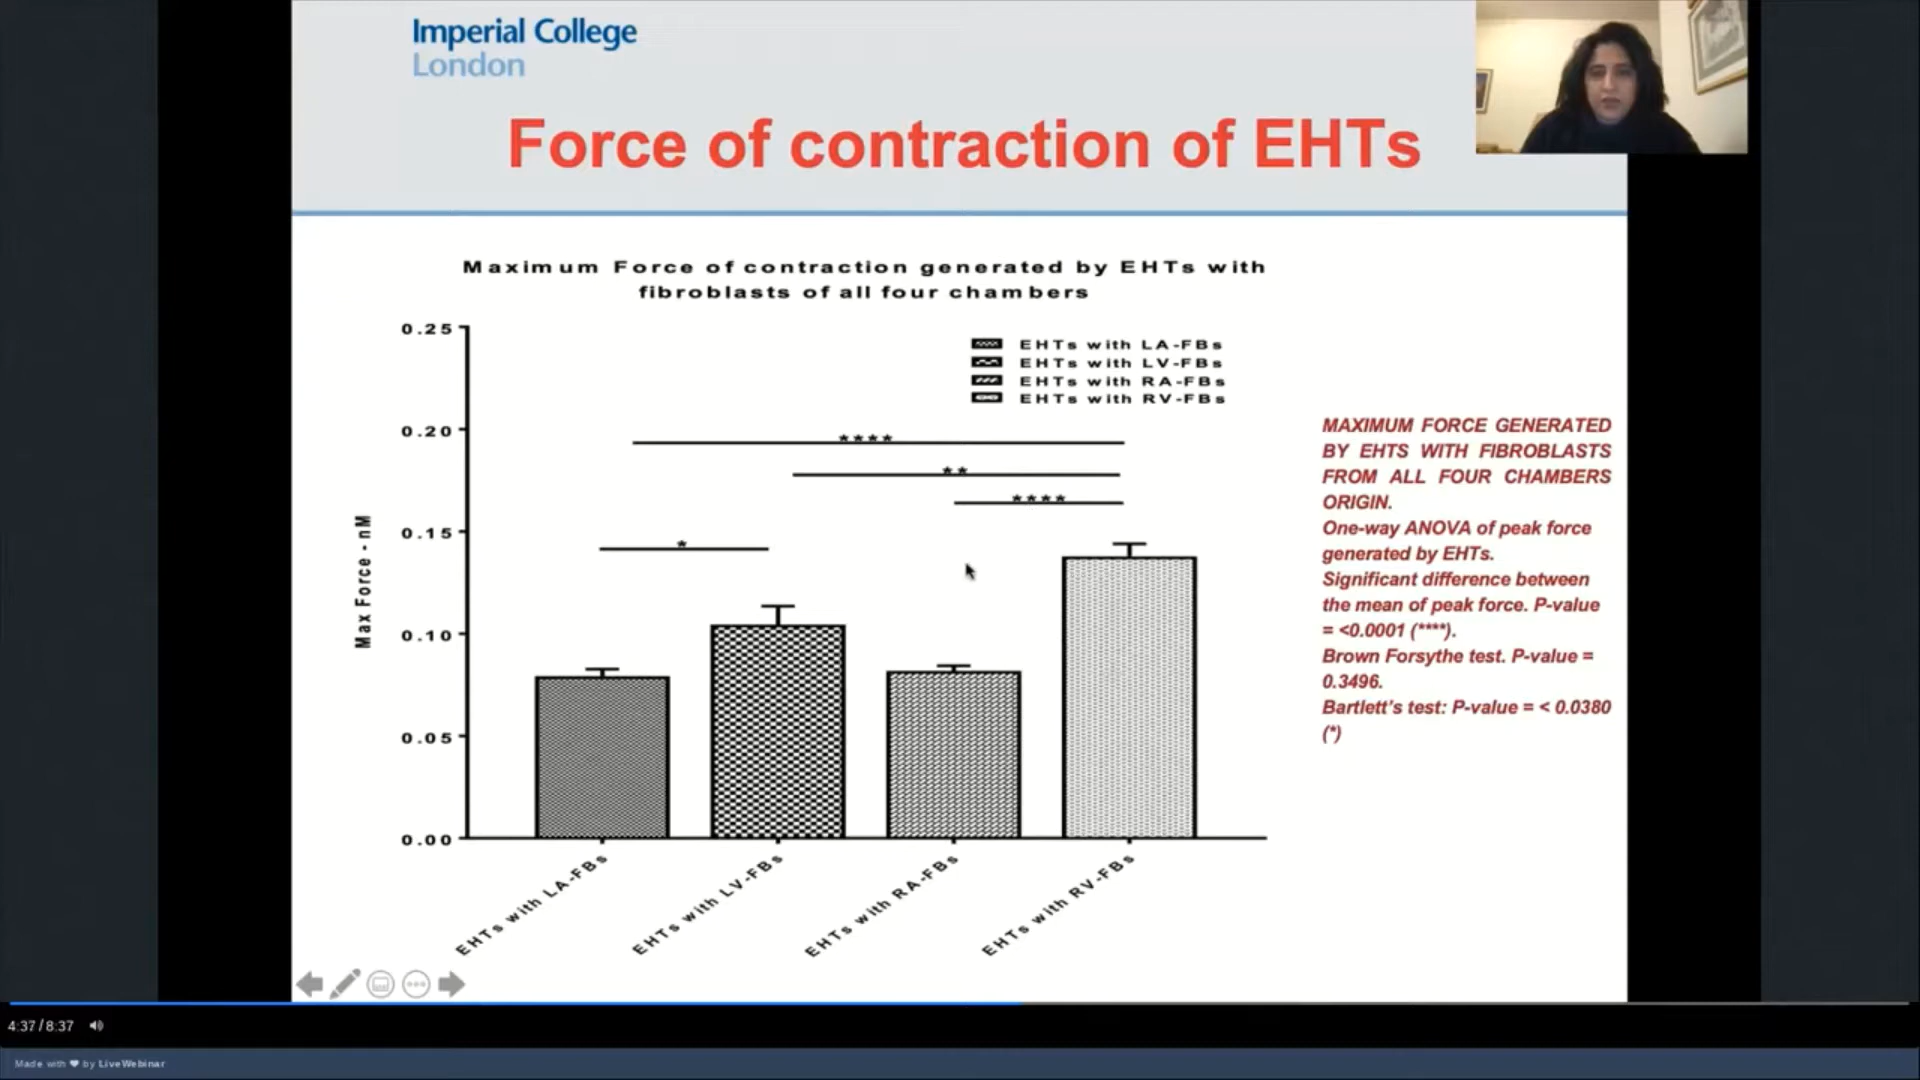 Imperial College
London
Force of contraction of EHTs
Maximum Force of contraction generated by EHTs with
fibroblasts of all four chambers
0.25
0.20
0.15
0.10
0.05
0.00
Max Force - nM
EHTs with LA-FBs
EHTs with LV-FBs
EHTs with RA-FBs
EHTs with RV-FBs
****
**
****
*
EHTs with LA-FBs
EHTs with LV-FBs
EHTs with RA-FBs
EHTs with RV-FBs
MAXIMUM FORCE GENERATED
BY EHTS WITH FIBROBLASTS
FROM ALL FOUR CHAMBERS
ORIGIN.
One-way ANOVA of peak force
generated by EHTs.
Significant difference between
the mean of peak force. P-value
= <0.0001 (****).
Brown Forsythe test. P-value =
0.3496.
Bartlett's test: P-value = < 0.0380
(*)
4:37/8:37
Made with ❤ by LiveWebinar